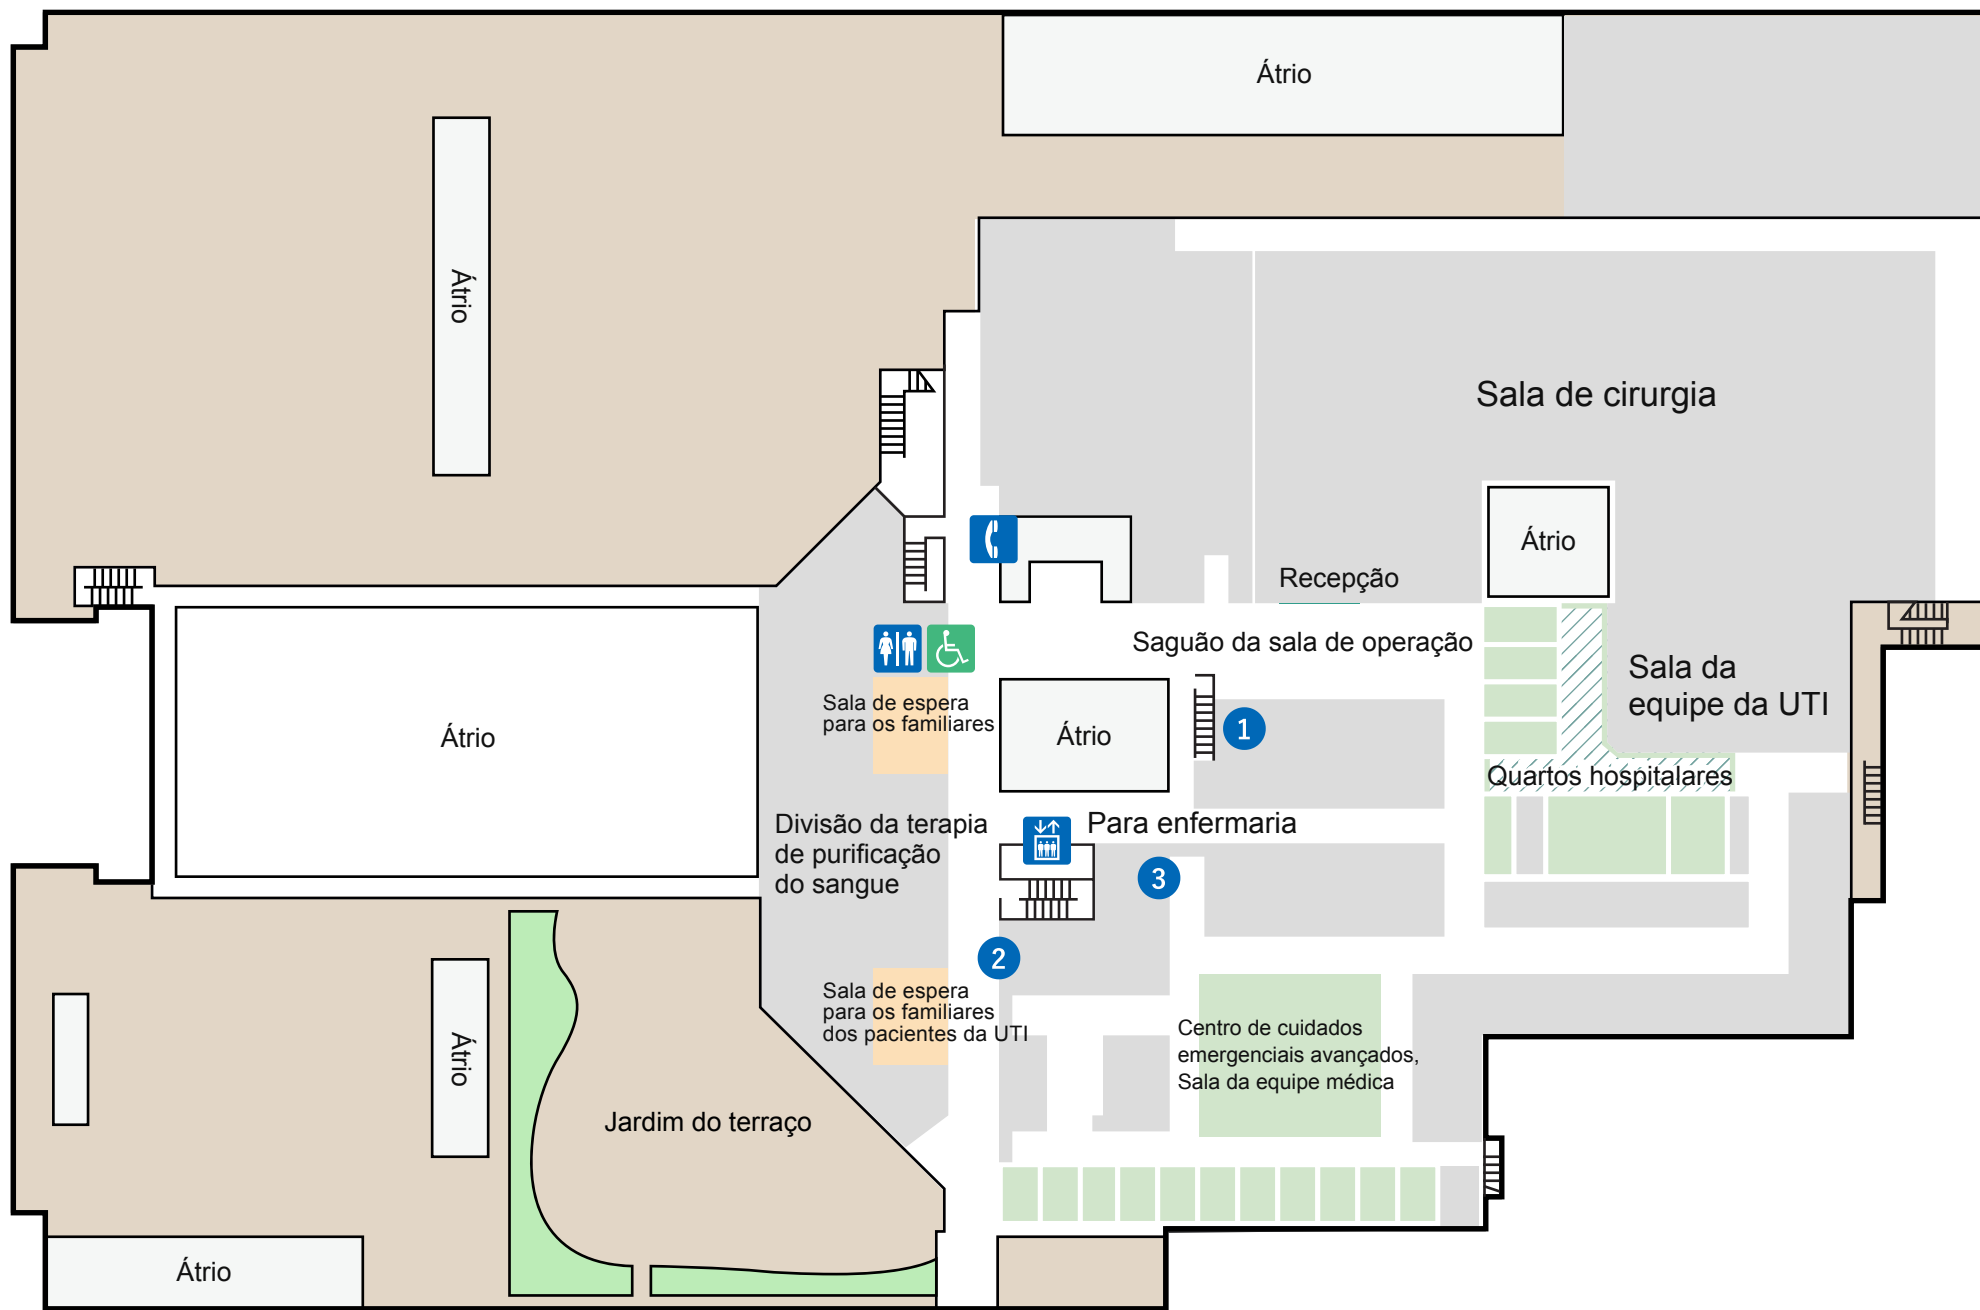 Átrio
Átrio
Sala de cirurgia
Átrio
Recepção
Saguão da sala de operação
Sala da
equipe da UTI
Sala de espera
para os familiares
Átrio
Átrio
1
Quartos hospitalares
Divisão da terapia
de purificação
do sangue
Para enfermaria
3
2
Sala de espera
para os familiares
dos pacientes da UTI
Centro de cuidados
emergenciais avançados,
Sala da equipe médica
Átrio
Jardim do terraço
Átrio